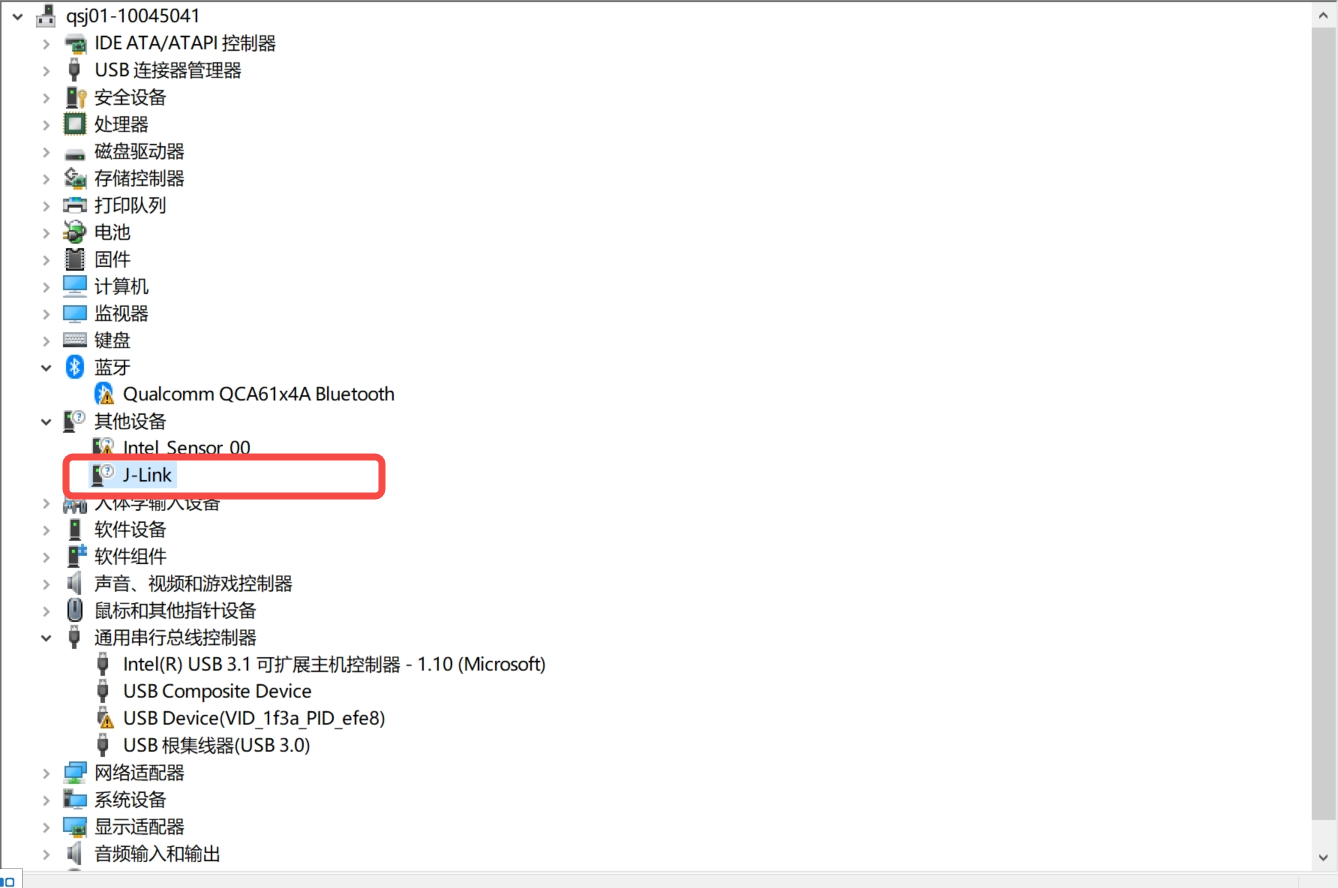 qsj01-10045041
IDE ATA/ATAPI 控制器
USB 连接器管理器
安全设备
处理器
磁盘驱动器
存储控制器
打印队列
电池
固件
计算机
监视器
键盘
蓝牙
Qualcomm QCA61x4A Bluetooth
其他设备
Intel_Sensor_00
J-Link
人体学输入设备
软件设备
软件组件
声音、视频和游戏控制器
鼠标和其他指针设备
通用串行总线控制器
Intel(R) USB 3.1 可扩展主机控制器 - 1.10 (Microsoft)
USB Composite Device
USB Device(VID_1f3a_PID_efe8)
USB 根集线器(USB 3.0)
网络适配器
系统设备
显示适配器
音频输入和输出